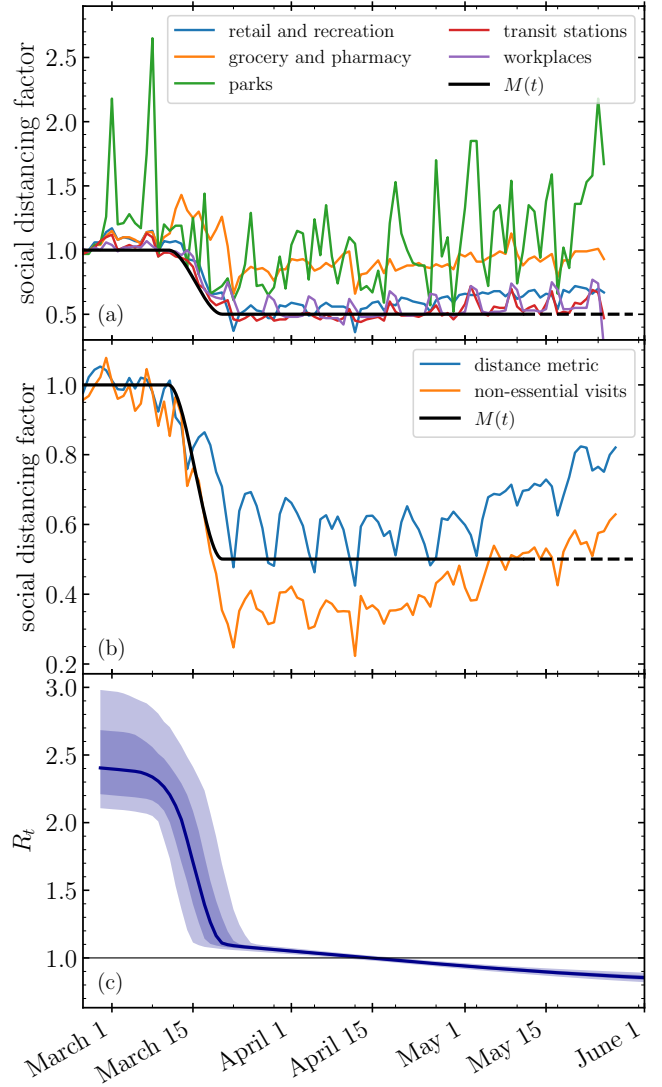 retail and recreation
grocery and pharmacy
parks
transit stations
workplaces
M(t)
social distancing factor
2.5
2.0
1.5
1.0
0.5
(a)
distance metric
non-essential visits
M(t)
social distancing factor
1.0
0.8
0.6
0.4
0.2
(b)
R_t
3.0
2.5
2.0
1.5
1.0
(c)
March 1
March 15
April 1
April 15
May 1
May 15
June 1